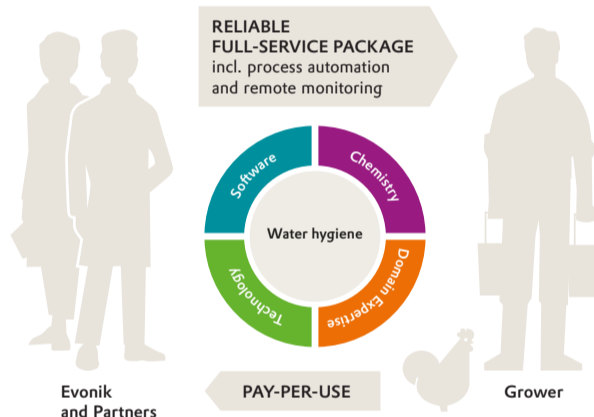 RELIABLE
FULL-SERVICE PACKAGE
incl. process automation
and remote monitoring
Software
Chemistry
Water hygiene
Technology
Domain Expertise
Evonik
and Partners
PAY-PER-USE
Grower